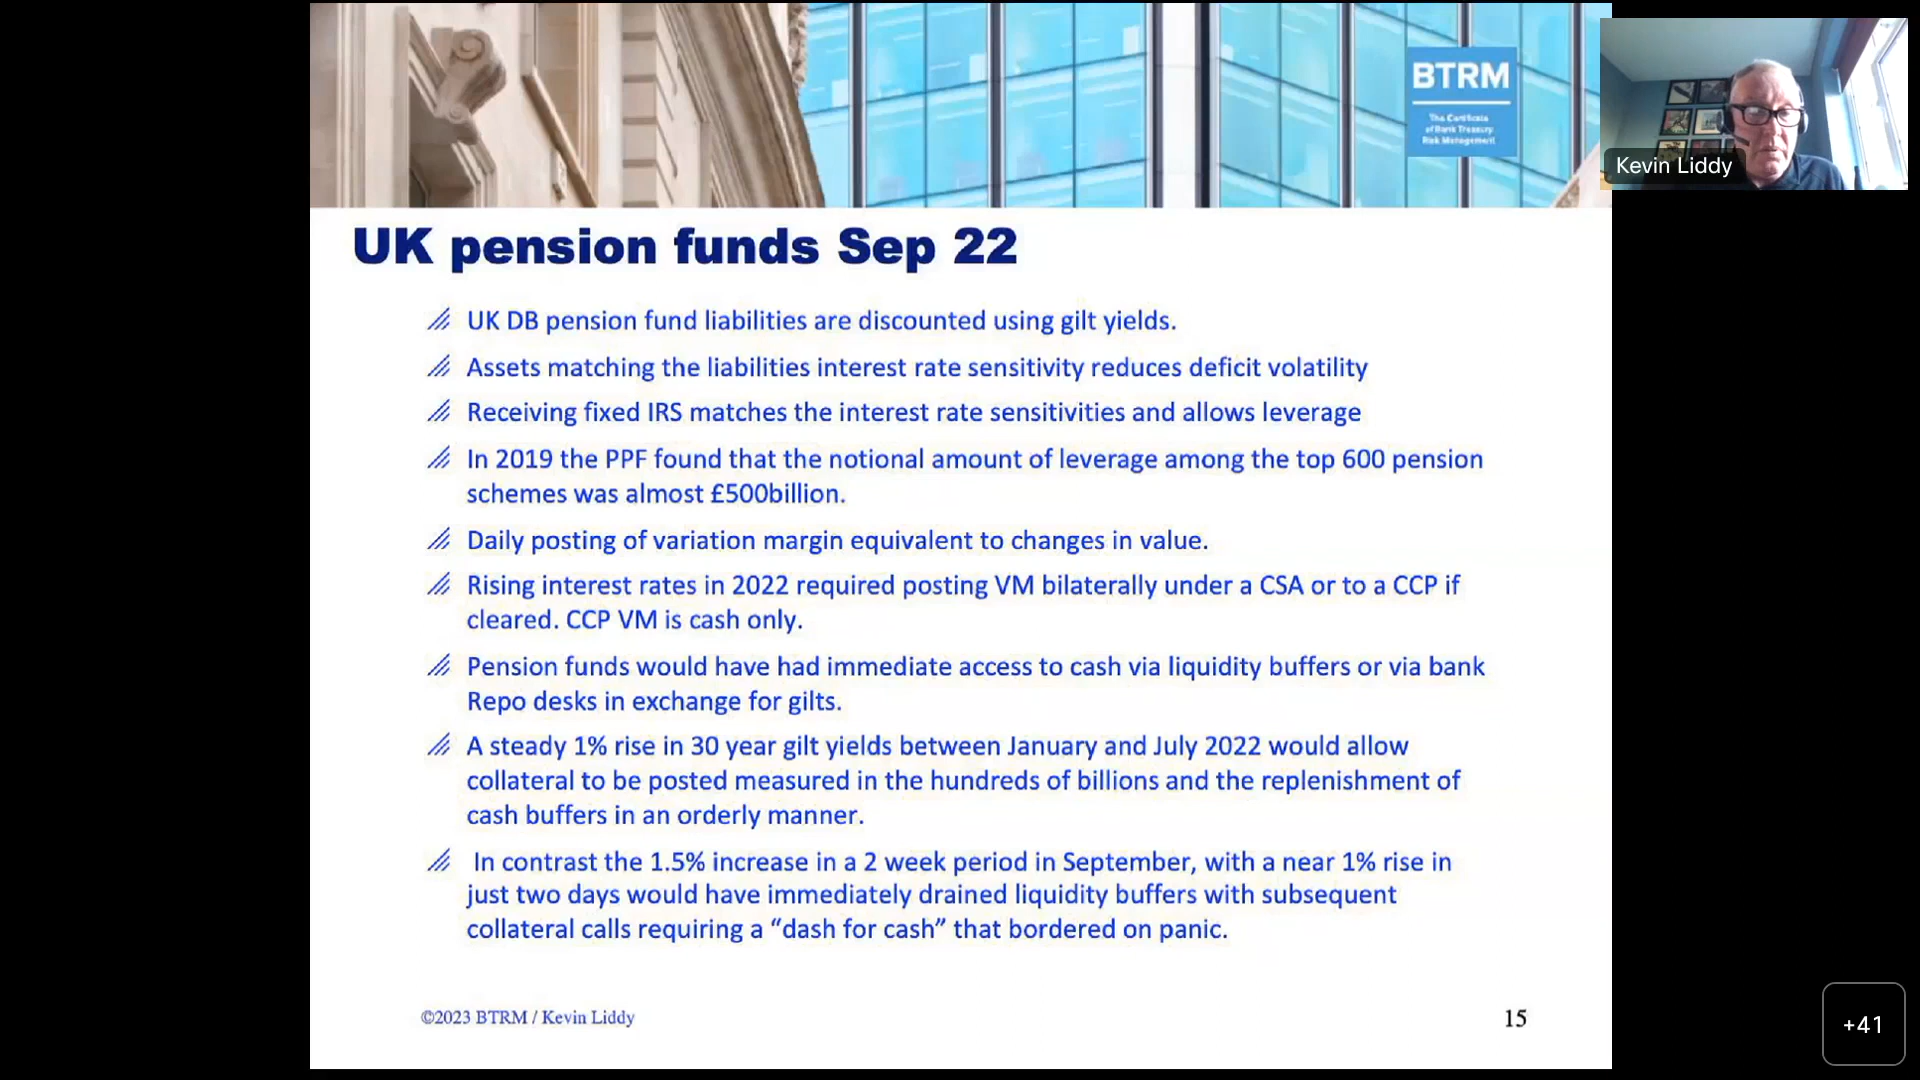 BTRM
The Certificate
of Bank Treasury
Risk Management
Kevin Liddy
UK pension funds Sep 22
UK DB pension fund liabilities are discounted using gilt yields.
Assets matching the liabilities interest rate sensitivity reduces deficit volatility
Receiving fixed IRS matches the interest rate sensitivities and allows leverage
In 2019 the PPF found that the notional amount of leverage among the top 600 pension
schemes was almost £500billion.
Daily posting of variation margin equivalent to changes in value.
Rising interest rates in 2022 required posting VM bilaterally under a CSA or to a CCP if
cleared. CCP VM is cash only.
Pension funds would have had immediate access to cash via liquidity buffers or via bank
Repo desks in exchange for gilts.
A steady 1% rise in 30 year gilt yields between January and July 2022 would allow
collateral to be posted measured in the hundreds of billions and the replenishment of
cash buffers in an orderly manner.
In contrast the 1.5% increase in a 2 week period in September, with a near 1% rise in
just two days would have immediately drained liquidity buffers with subsequent
collateral calls requiring a “dash for cash” that bordered on panic.
©2023 BTRM / Kevin Liddy
15
+41